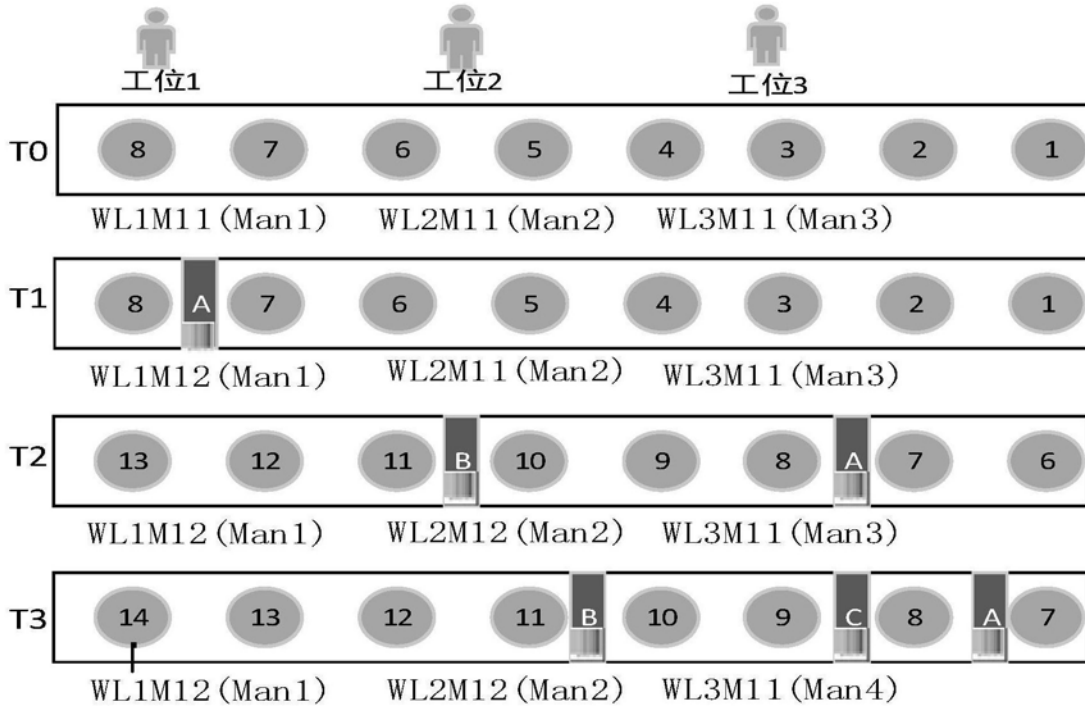 工位1 工位2 工位3
T0 8 7 6 5 4 3 2 1
WL1M11(Man1) WL2M11(Man2) WL3M11(Man3)
T1 8 A 7 6 5 4 3 2 1
WL1M12(Man1) WL2M11(Man2) WL3M11(Man3)
T2 13 12 11 B 10 9 8 A 7 6
WL1M12(Man1) WL2M12(Man2) WL3M11(Man3)
T3 14 13 12 11 B 10 9 C 8 A 7
WL1M12(Man1) WL2M12(Man2) WL3M11(Man4)